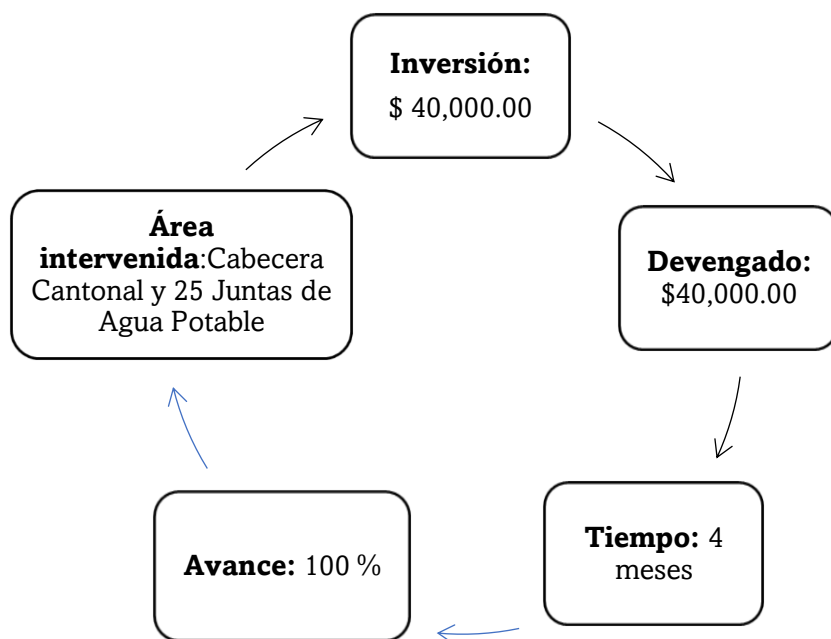 Inversión:
$ 40,000.00
Devengado:
$40,000.00
Tiempo: 4
meses
Avance: 100 %
Área
intervenida:Cabecera
Cantonal y 25 Juntas de
Agua Potable